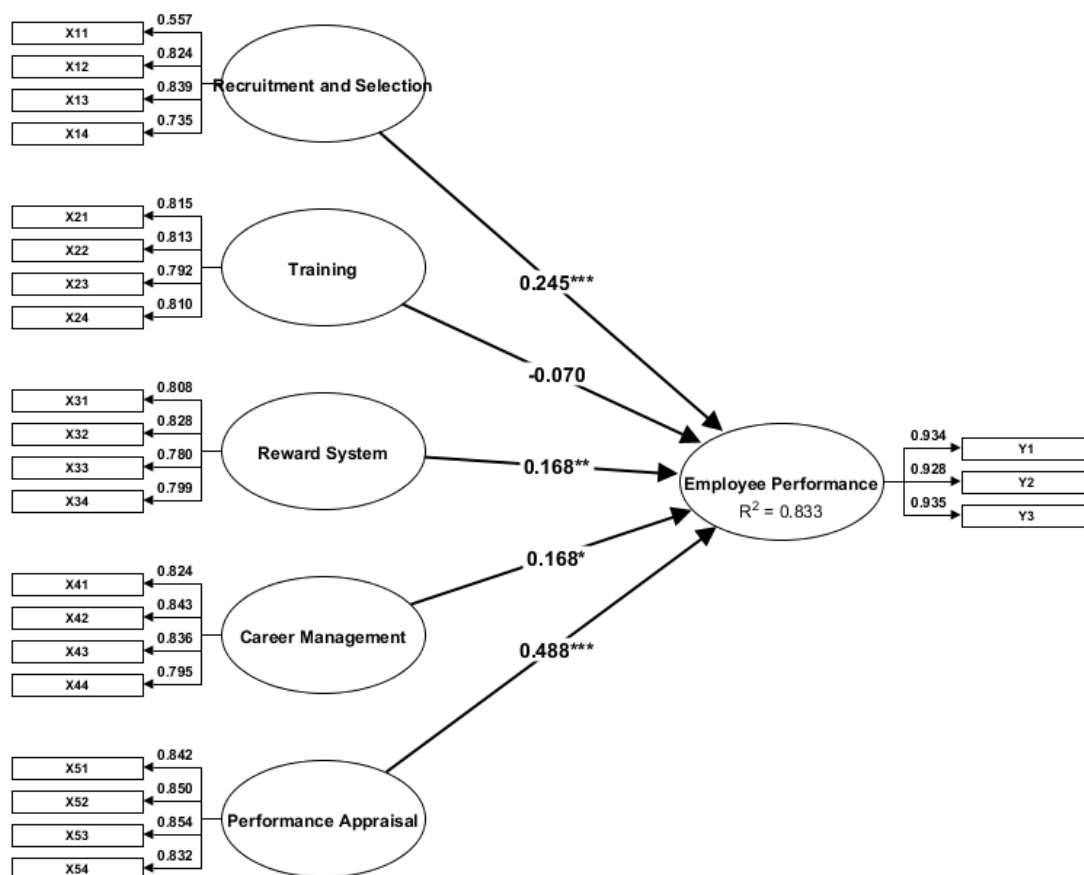 X11
0.557
X12
0.824
X13
0.839
X14
0.735
Recruitment and Selection
X21
0.815
X22
0.813
X23
0.792
X24
0.810
Training
0.245***
-0.070
X31
0.808
X32
0.828
X33
0.780
X34
0.799
Reward System
0.168**
Employee Performance
R² = 0.833
0.934
Y1
0.928
Y2
0.935
Y3
X41
0.824
X42
0.843
X43
0.836
X44
0.795
Career Management
0.168*
0.488***
X51
0.842
X52
0.850
X53
0.854
X54
0.832
Performance Appraisal